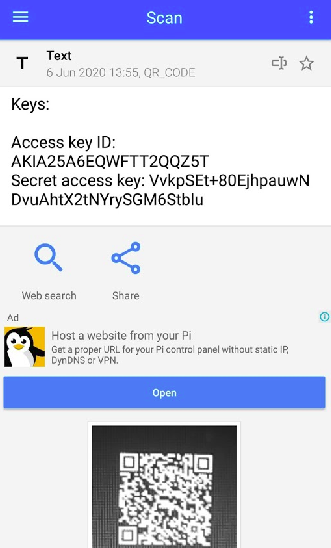 Scan
T Text
6 Jun 2020 13:55, QR_CODE
Keys:
Access key ID:
AKIA25A6EQWFTT2QQZ5T
Secret access key: VvkpSEt+80EjhpauwN
DvuAhtX2tNYrySGM6Stblu
Web search
Share
Ad
Host a website from your Pi
Get a proper URL for your Pi control panel without static IP,
DynDNS or VPN.
Open